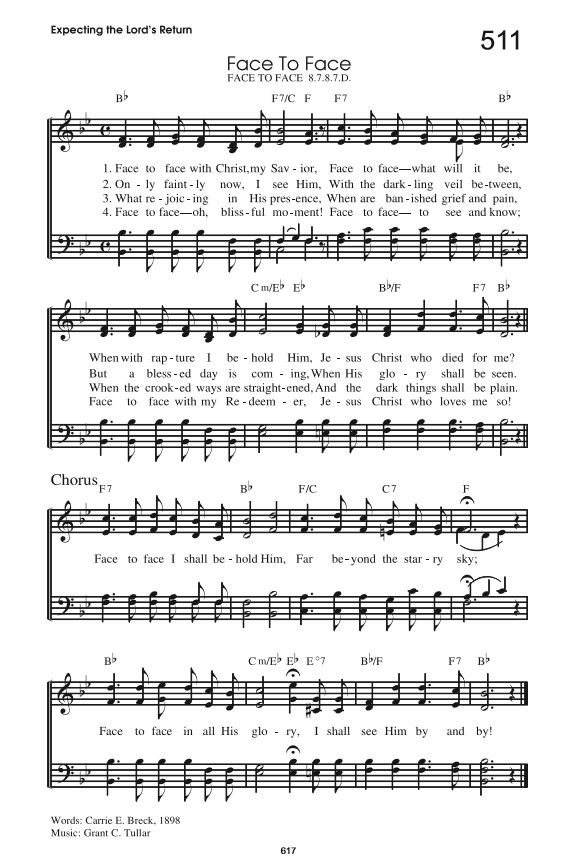 Expecting the Lord's Return
511
Face To Face
FACE TO FACE 8.7.8.7.D.
B♭ F7/C F F7 B♭
1. Face to face with Christ, my Sav - ior, Face to face—what will it be,
2. On - ly faint - ly now, I see Him, With the dark - ling veil be - tween,
3. What re - joic - ing in His pres - ence, When are ban - ished grief and pain,
4. Face to face—oh, bliss - ful mo - ment! Face to face— to see and know;
C m/E♭ E♭ B♭/F F7 B♭
When with rap - ture I be - hold Him, Je - sus Christ who died for me?
But a bless - ed day is com - ing, When His glo - ry shall be seen.
When the crook - ed ways are straight - ened, And the dark things shall be plain.
Face to face with my Re - deem - er, Je - sus Christ who loves me so!
Chorus
F7 B♭ F/C C7 F
Face to face I shall be - hold Him, Far be - yond the star - ry sky;
B♭ C m/E♭ E♭ E°7 B♭/F F7 B♭
Face to face in all His glo - ry, I shall see Him by and by!
Words: Carrie E. Breck, 1898
Music: Grant C. Tullar
617